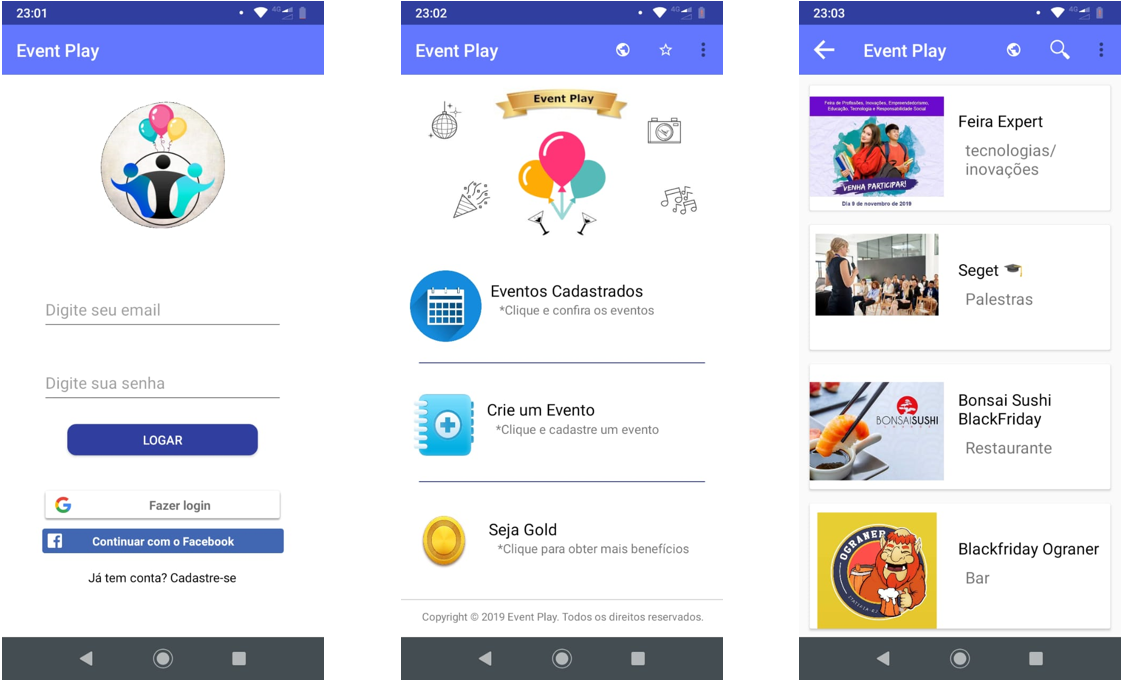 23:01
4G
Event Play
Digite seu email
Digite sua senha
LOGAR
Fazer login
Continuar com o Facebook
Já tem conta? Cadastre-se
23:02
4G
Event Play
Event Play
Eventos Cadastrados
*Clique e confira os eventos
Crie um Evento
*Clique e cadastre um evento
Seja Gold
*Clique para obter mais benefícios
Copyright © 2019 Event Play. Todos os direitos reservados.
23:03
4G
Event Play
Feira de Profissões, Inovações, Empreendedorismo,
Educação, Tecnologia e Responsabilidade Social
VENHA PARTICIPAR!
Dia 8 de novembro de 2019
Feira Expert
tecnologias/
inovações
Seget 🎓
Palestras
BONSAISUSHI
Bonsai Sushi
BlackFriday
Restaurante
OGRANER
Blackfriday Ograner
Bar